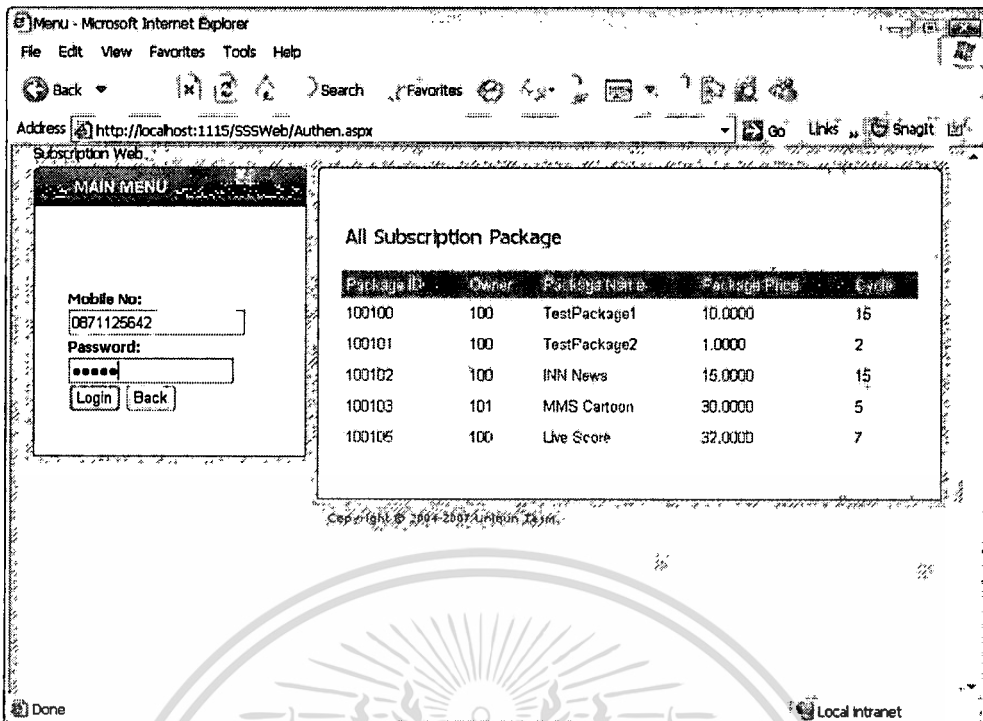 Menu - Microsoft Internet Explorer
File Edit View Favorites Tools Help
Back Search Favorites
Address http://localhost:1115/SSSWeb/Authen.aspx Go Links » SnagIt
Subscription Web
MAIN MENU
Mobile No:
0871125642
Password:
•••••
Login Back
All Subscription Package
Package ID Owner Package Name Package Price Cycle
100100 100 TestPackage1 10.0000 15
100101 100 TestPackage2 1.0000 2
100102 100 INN News 15.0000 15
100103 101 MMS Cartoon 30.0000 5
100105 100 Live Score 32.0000 7
Copyright © 2004-2007 Team.
Done Local intranet